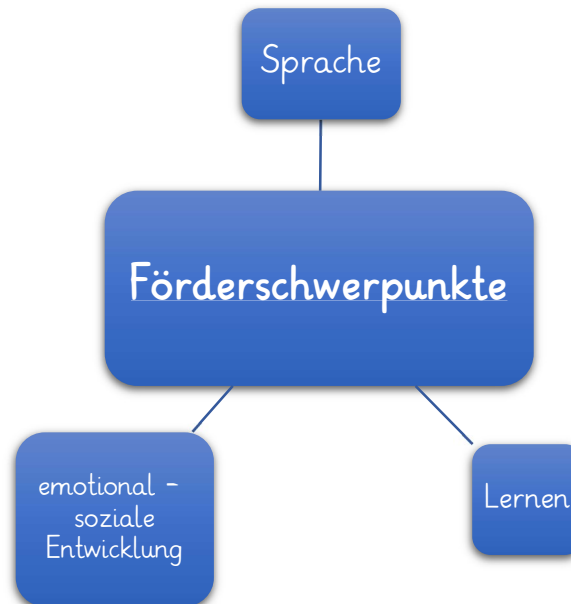 Sprache
Förderschwerpunkte
emotional -
soziale
Entwicklung
Lernen